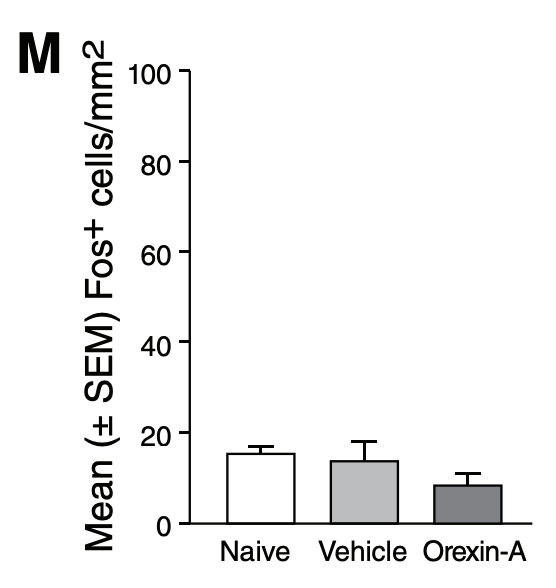 M
Mean (± SEM) Fos⁺ cells/mm²
100
80
60
40
20
0
Naive Vehicle Orexin-A